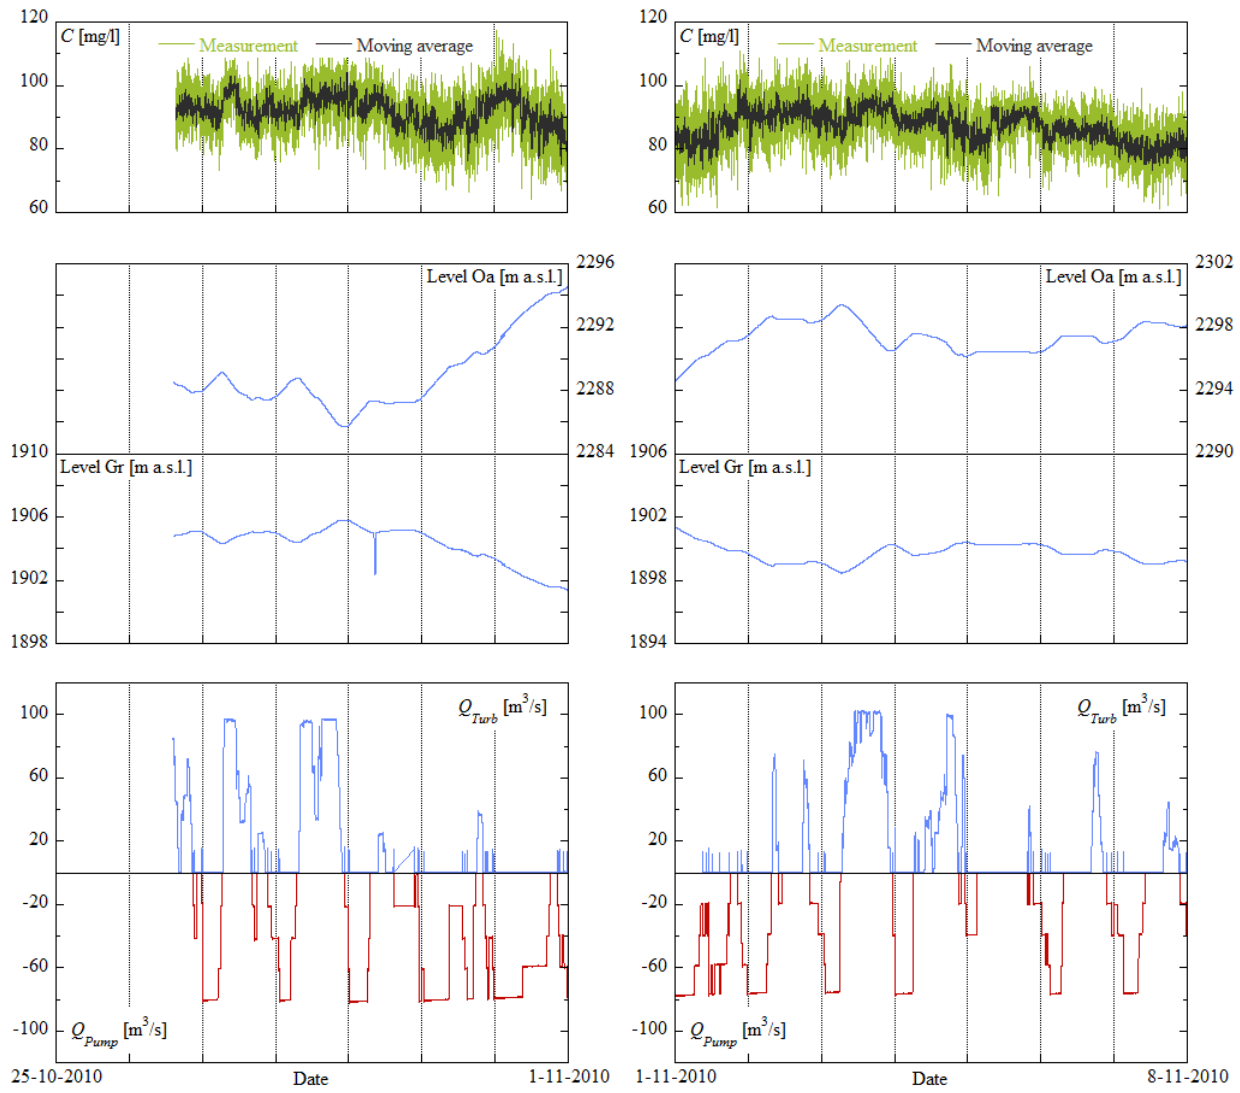 120
C [mg/l]
Measurement
Moving average
100
80
60
120
C [mg/l]
Measurement
Moving average
100
80
60
Level Oa [m a.s.l.]
2296
2292
2288
2284
1910
Level Gr [m a.s.l.]
1906
1902
1898
Level Oa [m a.s.l.]
2302
2298
2294
2290
1906
Level Gr [m a.s.l.]
1902
1898
1894
100
Q_Turb [m³/s]
60
20
-20
-60
-100
Q_Pump [m³/s]
25-10-2010
Date
1-11-2010
100
Q_Turb [m³/s]
60
20
-20
-60
-100
Q_Pump [m³/s]
1-11-2010
Date
8-11-2010